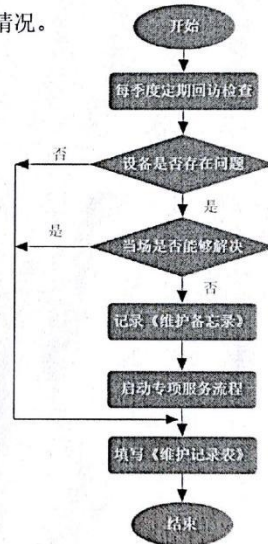 情况。
开始
每季度定期回访检查
否
设备是否存在问题
是
是
当场是否能够解决
否
记录《维护备忘录》
启动专项服务流程
填写《维护记录表》
结束